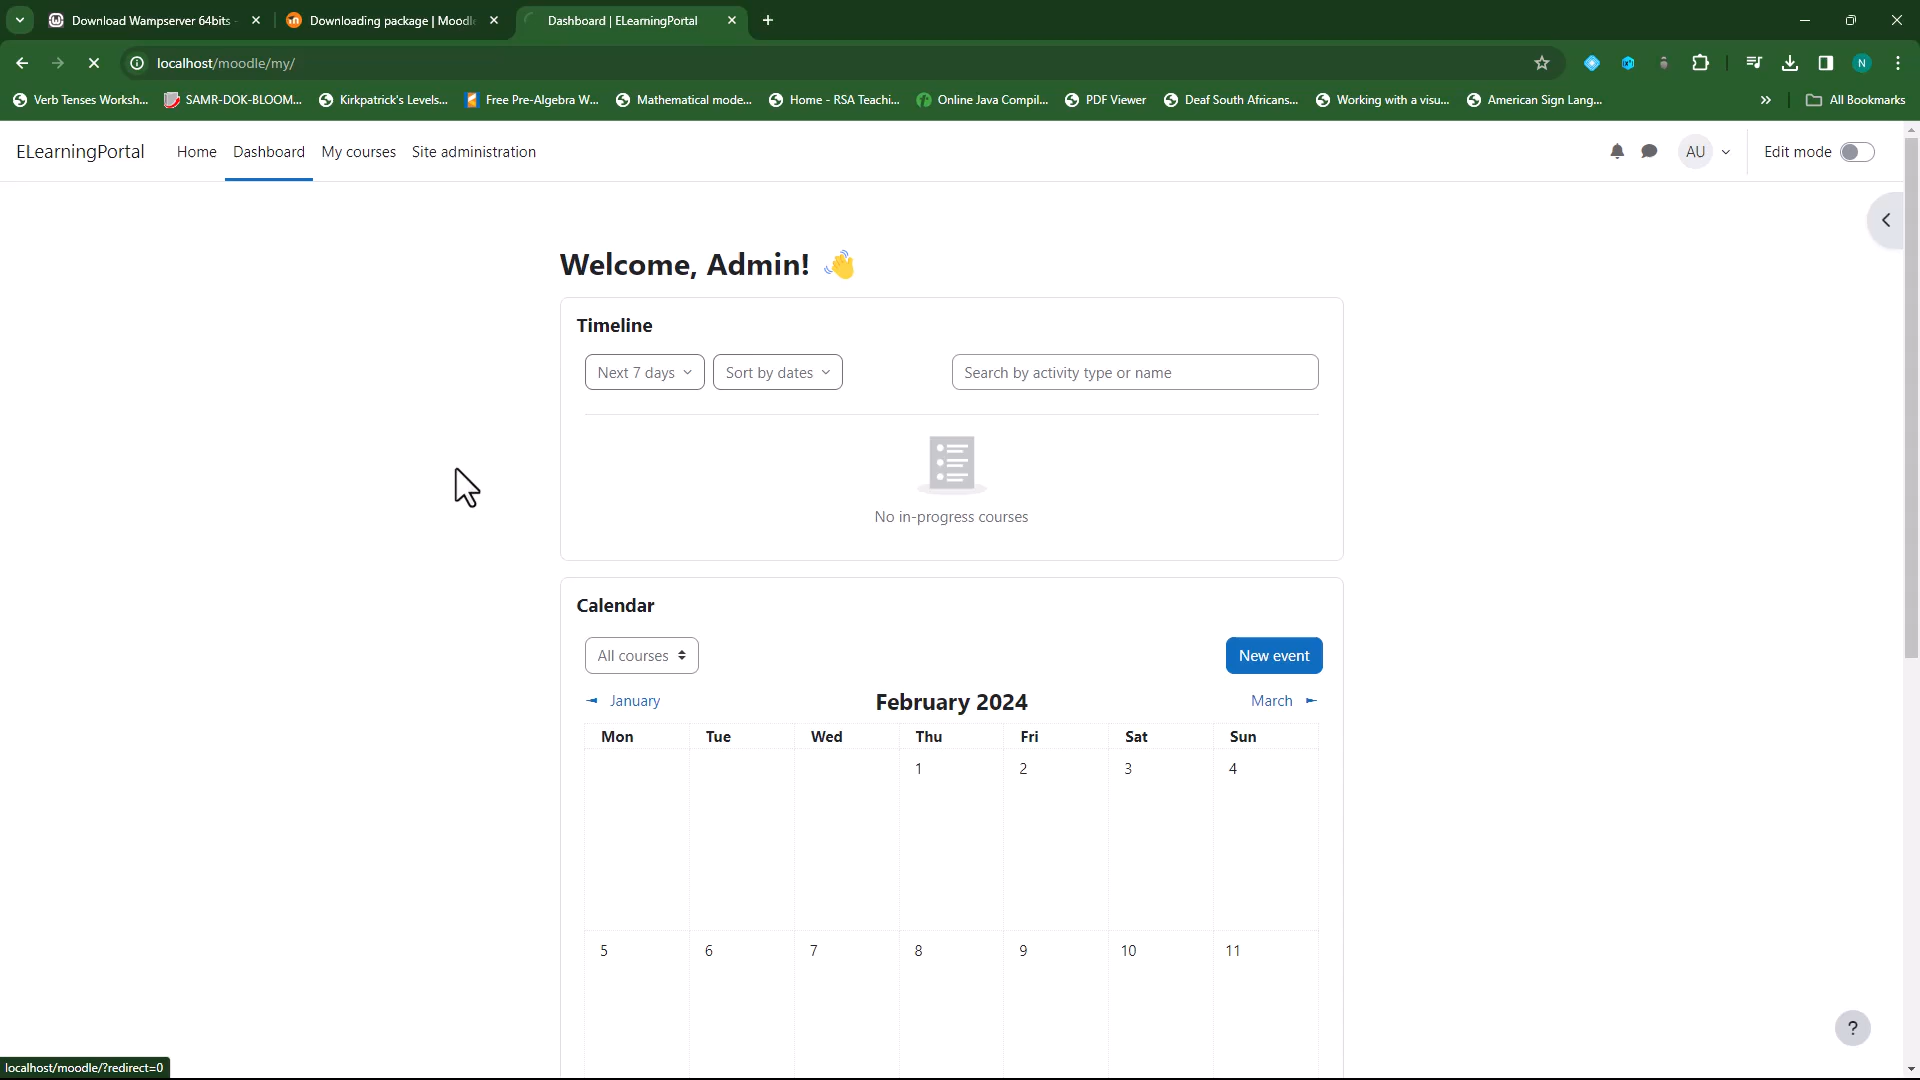 Download Wampserver 64bits
Downloading package | Moodle
Dashboard | ELearningPortal
localhost/moodle/my/
N
Verb Tenses Worksh...
SAMR-DOK-BLOOM...
Kirkpatrick's Levels...
Free Pre-Algebra W...
Mathematical mode...
Home - RSA Teachi...
Online Java Compil...
PDF Viewer
Deaf South Africans...
Working with a visu...
American Sign Lang...
All Bookmarks
ELearningPortal
Home
Dashboard
My courses
Site administration
AU
Edit mode
Welcome, Admin! 👋
Timeline
Next 7 days
Sort by dates
Search by activity type or name
No in-progress courses
Calendar
All courses
New event
◄ January
February 2024
March ►
Mon Tue Wed Thu Fri Sat Sun
1 2 3 4
5 6 7 8 9 10 11
?
localhost/moodle/?redirect=0